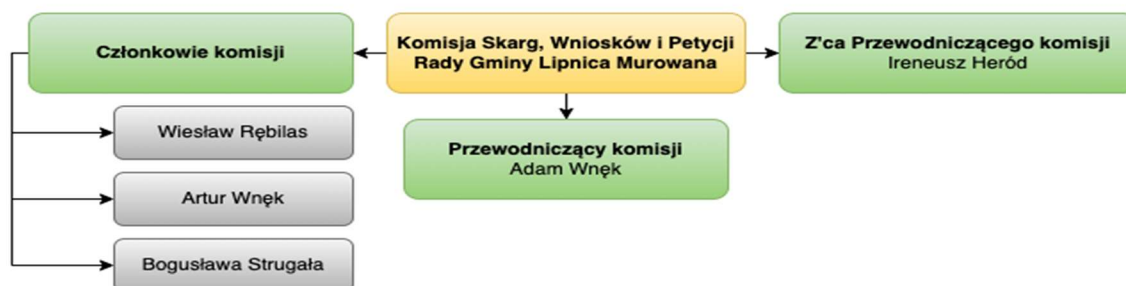 Członkowie komisji
Komisja Skarg, Wniosków i Petycji
Rady Gminy Lipnica Murowana
Z'ca Przewodniczącego komisji
Ireneusz Heród
Przewodniczący komisji
Adam Wnęk
Wiesław Rębilas
Artur Wnęk
Bogusława Strugała